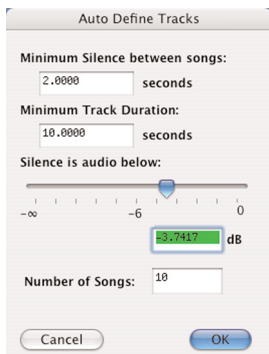 Auto Define Tracks
Minimum Silence between songs:
2.0000 seconds
Minimum Track Duration:
10.0000 seconds
Silence is audio below:
-∞ -6 0
-3.7417 dB
Number of Songs: 10
Cancel OK